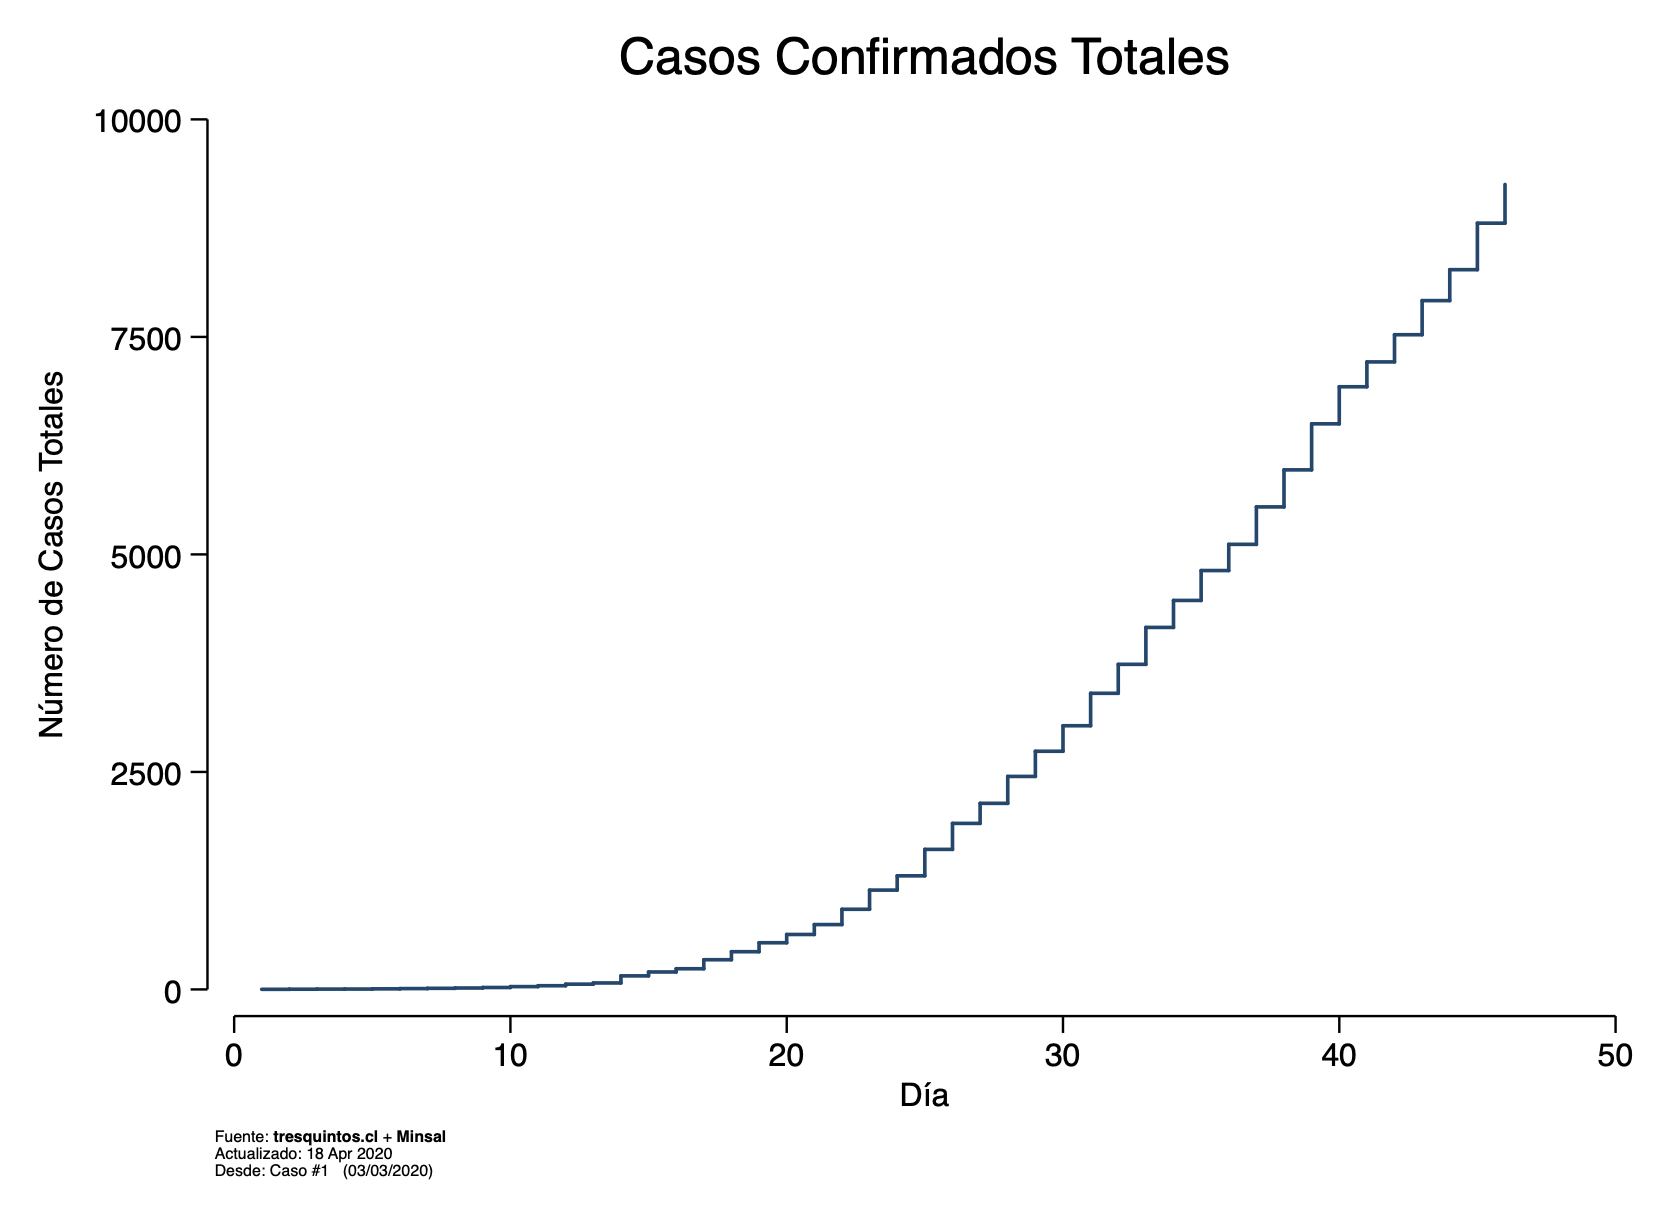 Casos Confirmados Totales
10000
7500
5000
2500
0
Número de Casos Totales
0 10 20 30 40 50
Día
Fuente: tresquintos.cl + Minsal
Actualizado: 18 Apr 2020
Desde: Caso #1 (03/03/2020)